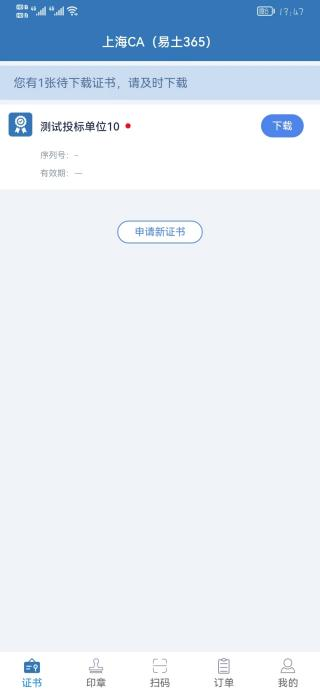 17:47
上海CA（易土365）
您有1张待下载证书，请及时下载
测试投标单位10
下载
序列号：–
有效期：—
申请新证书
证书
印章
扫码
订单
我的